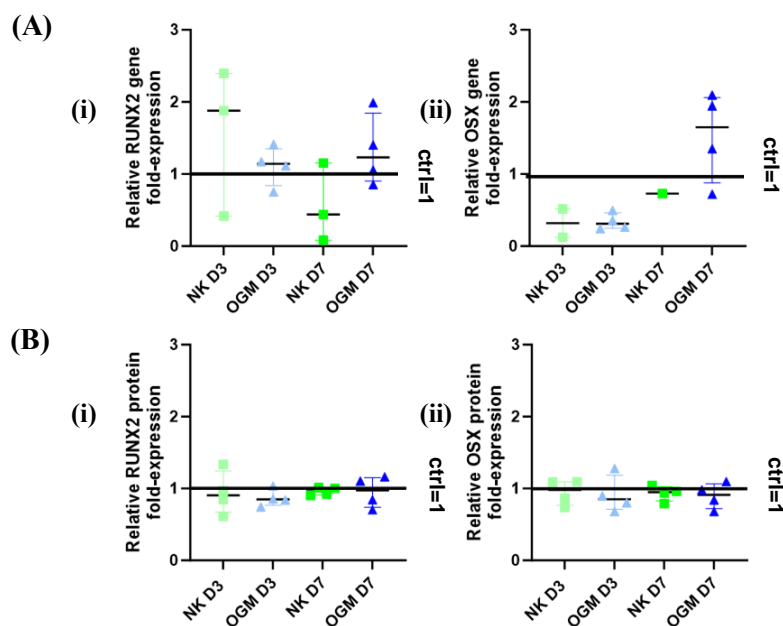 (A)
(i)
Relative RUNX2 gene
fold-expression
3
2
1
0
NK D3
OGM D3
NK D7
OGM D7
ctrl=1
(ii)
Relative OSX gene
fold-expression
3
2
1
0
NK D3
OGM D3
NK D7
OGM D7
ctrl=1
(B)
(i)
Relative RUNX2 protein
fold-expression
3
2
1
0
NK D3
OGM D3
NK D7
OGM D7
ctrl=1
(ii)
Relative OSX protein
fold-expression
3
2
1
0
NK D3
OGM D3
NK D7
OGM D7
ctrl=1